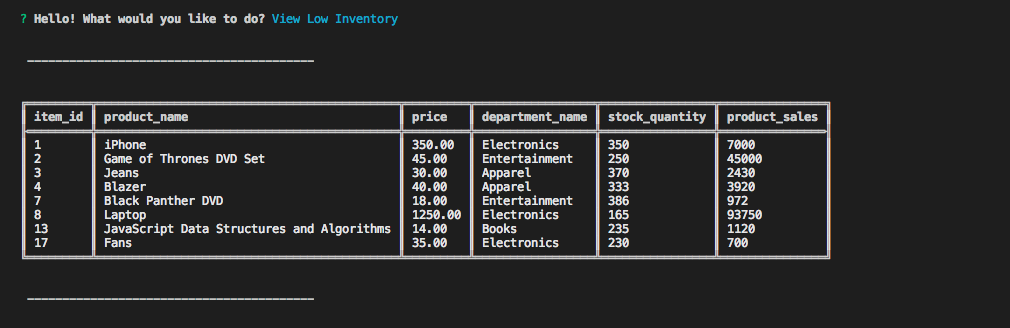 ? Hello! What would you like to do? View Low Inventory
item_id product_name price department_name stock_quantity product_sales
1 iPhone 350.00 Electronics 350 7000
2 Game of Thrones DVD Set 45.00 Entertainment 250 45000
3 Jeans 30.00 Apparel 370 2430
4 Blazer 40.00 Apparel 333 3920
7 Black Panther DVD 18.00 Entertainment 386 972
8 Laptop 1250.00 Electronics 165 93750
13 JavaScript Data Structures and Algorithms 14.00 Books 235 1120
17 Fans 35.00 Electronics 230 700